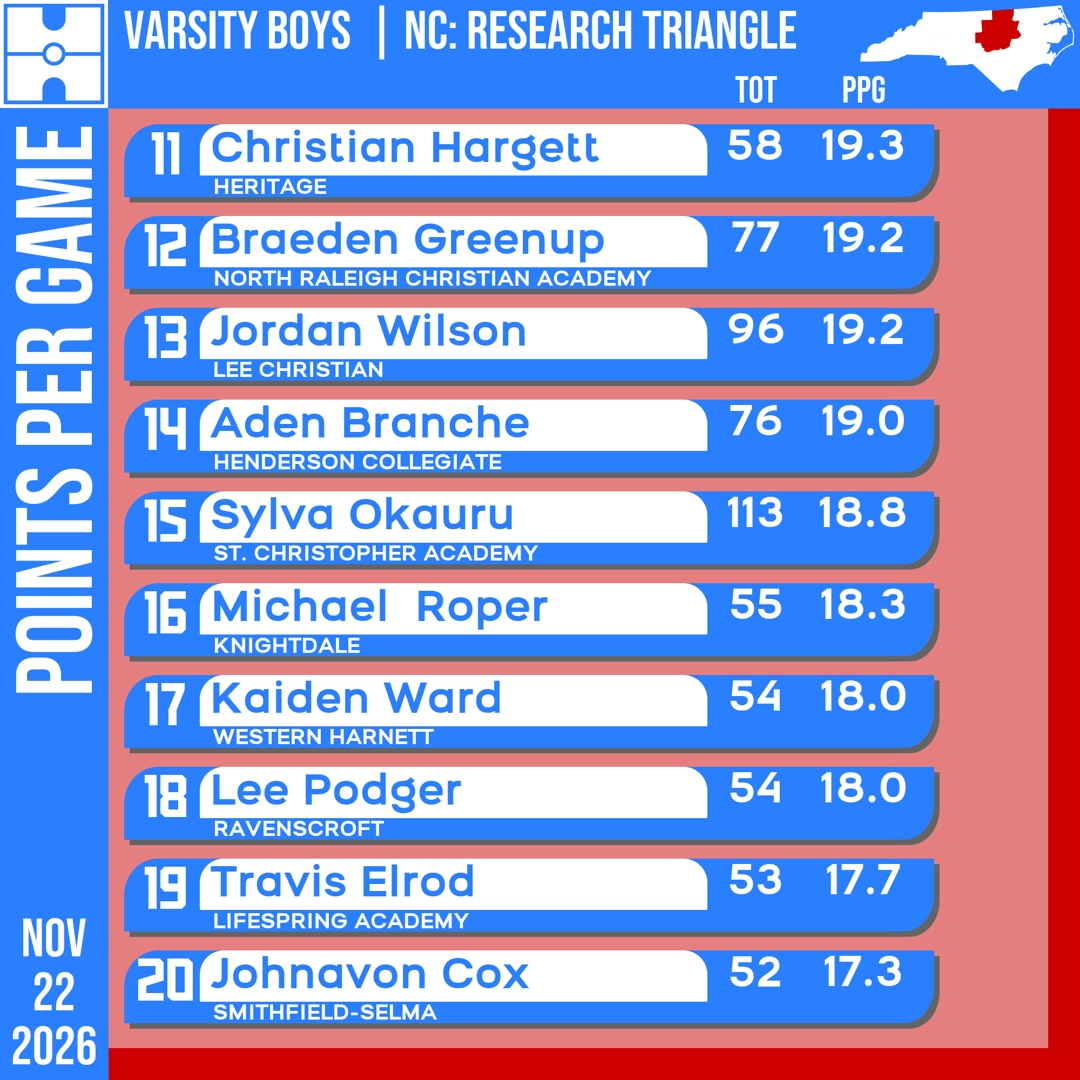 VARSITY BOYS | NC: RESEARCH TRIANGLE
TOT PPG
POINTS PER GAME
11 Christian Hargett 58 19.3
HERITAGE
12 Braeden Greenup 77 19.2
NORTH RALEIGH CHRISTIAN ACADEMY
13 Jordan Wilson 96 19.2
LEE CHRISTIAN
14 Aden Branche 76 19.0
HENDERSON COLLEGIATE
15 Sylva Okauru 113 18.8
ST. CHRISTOPHER ACADEMY
16 Michael  Roper 55 18.3
KNIGHTDALE
17 Kaiden Ward 54 18.0
WESTERN HARNETT
18 Lee Podger 54 18.0
RAVENSCROFT
19 Travis Elrod 53 17.7
LIFESPRING ACADEMY
20 Johnavon Cox 52 17.3
SMITHFIELD-SELMA
NOV
22
2026